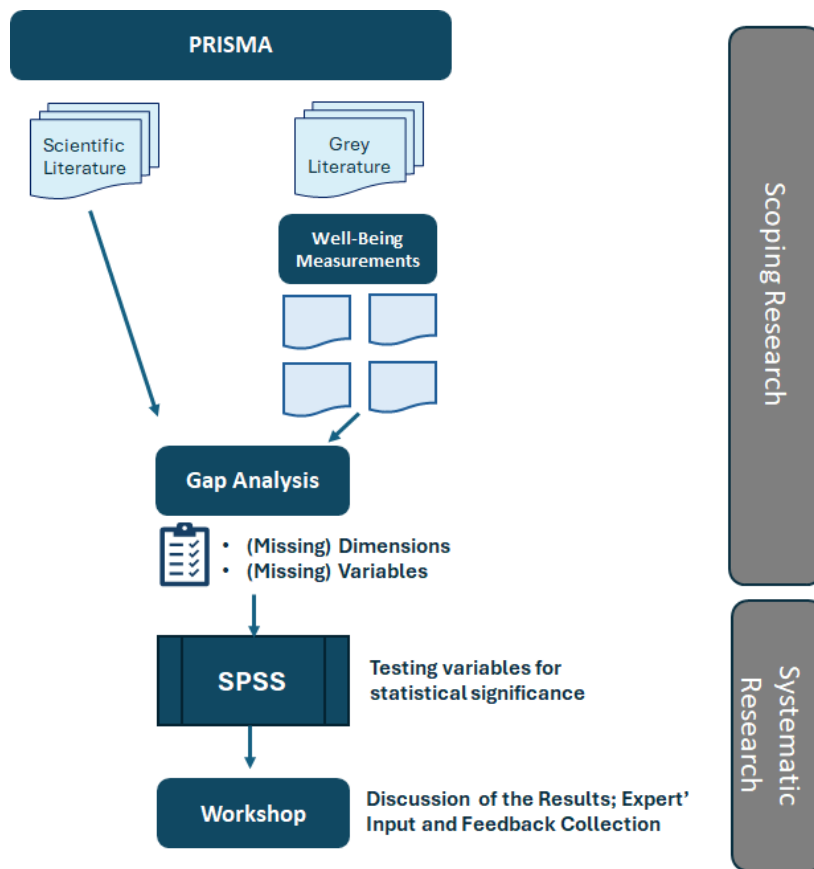 PRISMA
Scientific
Literature
Grey
Literature
Well-Being
Measurements
Gap Analysis
• (Missing) Dimensions
• (Missing) Variables
SPSS
Testing variables for
statistical significance
Workshop
Discussion of the Results; Expert’
Input and Feedback Collection
Scoping Research
Systematic
Research